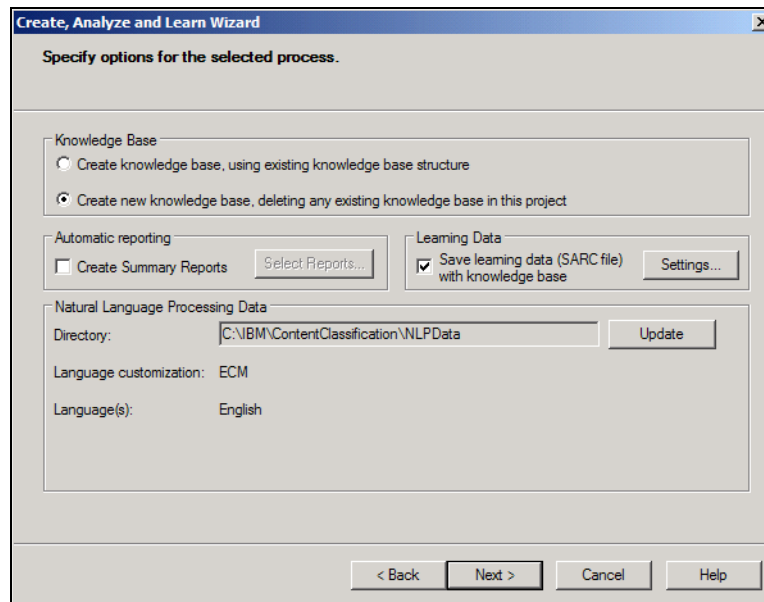 Create, Analyze and Learn Wizard
Specify options for the selected process.
Knowledge Base
Create knowledge base, using existing knowledge base structure
Create new knowledge base, deleting any existing knowledge base in this project
Automatic reporting
Create Summary Reports
Select Reports...
Learning Data
Save learning data (SARC file)
with knowledge base
Settings...
Natural Language Processing Data
Directory:
C:\IBM\ContentClassification\NLPData
Update
Language customization:
ECM
Language(s):
English
< Back
Next >
Cancel
Help